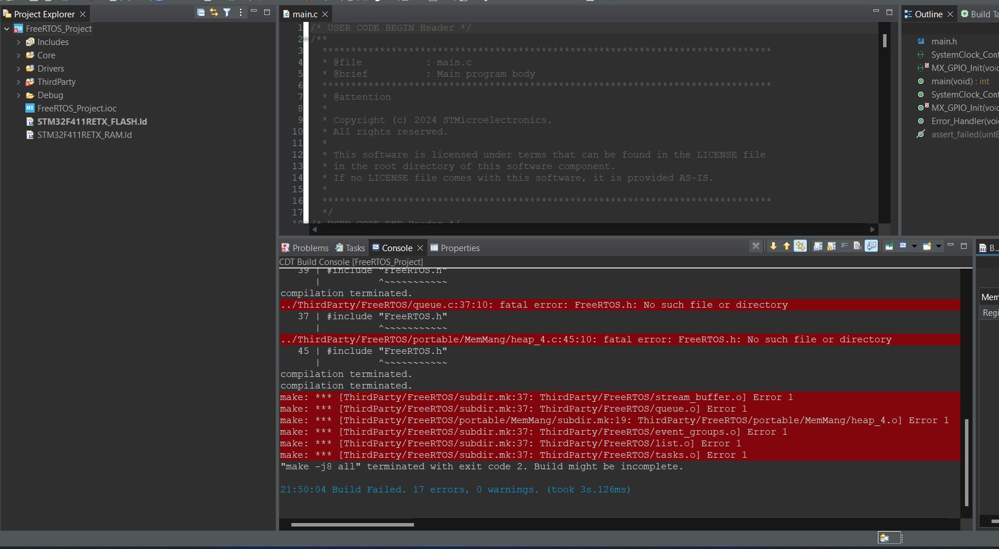 Project Explorer
FreeRTOS_Project
Includes
Core
Drivers
ThirdParty
Debug
FreeRTOS_Project.ioc
STM32F411RETX_FLASH.ld
STM32F411RETX_RAM.ld
main.c
1 /* USER CODE BEGIN Header */
2 /**
3 ******************************************************************************
4 * @file : main.c
5 * @brief : Main program body
6 ******************************************************************************
7 * @attention
8 *
9 * Copyright (c) 2024 STMicroelectronics.
10 * All rights reserved.
11 *
12 * This software is licensed under terms that can be found in the LICENSE file
13 * in the root directory of this software component.
14 * If no LICENSE file comes with this software, it is provided AS-IS.
15 *
16 ******************************************************************************
17 */
18 /* USER CODE END Header */
Outline Build Ta
main.h
SystemClock_Conf
MX_GPIO_Init(voic
main(void) : int
SystemClock_Conf
MX_GPIO_Init(voic
Error_Handler(voi
assert_failed(uint8
Problems Tasks Console Properties
CDT Build Console [FreeRTOS_Project]
39 | #include "FreeRTOS.h"
| ^~~~~~~~~~~~
compilation terminated.
../ThirdParty/FreeRTOS/queue.c:37:10: fatal error: FreeRTOS.h: No such file or directory
37 | #include "FreeRTOS.h"
| ^~~~~~~~~~~~
../ThirdParty/FreeRTOS/portable/MemMang/heap_4.c:45:10: fatal error: FreeRTOS.h: No such file or directory
45 | #include "FreeRTOS.h"
| ^~~~~~~~~~~~
compilation terminated.
compilation terminated.
make: *** [ThirdParty/FreeRTOS/subdir.mk:37: ThirdParty/FreeRTOS/stream_buffer.o] Error 1
make: *** [ThirdParty/FreeRTOS/subdir.mk:37: ThirdParty/FreeRTOS/queue.o] Error 1
make: *** [ThirdParty/FreeRTOS/portable/MemMang/subdir.mk:19: ThirdParty/FreeRTOS/portable/MemMang/heap_4.o] Error 1
make: *** [ThirdParty/FreeRTOS/subdir.mk:37: ThirdParty/FreeRTOS/event_groups.o] Error 1
make: *** [ThirdParty/FreeRTOS/subdir.mk:37: ThirdParty/FreeRTOS/list.o] Error 1
make: *** [ThirdParty/FreeRTOS/subdir.mk:37: ThirdParty/FreeRTOS/tasks.o] Error 1
"make -j8 all" terminated with exit code 2. Build might be incomplete.
21:50:04 Build Failed. 17 errors, 0 warnings. (took 3s.126ms)
B...
Mem
Regi